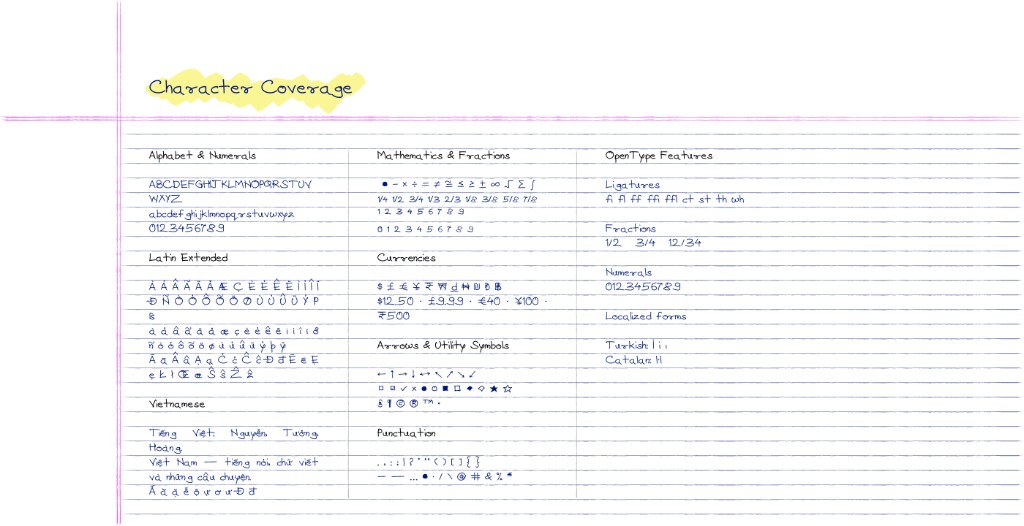 Character Coverage
Alphabet & Numerals
ABCDEFGHIJKLMNOPQRSTUV
WXYZ
abcdefghijklmnopqrstuvwxyz
0123456789
Latin Extended
À Á Â Ã Ä Å Æ Ç È É Ê Ë Ì Í Î Ï
Ð Ñ Ò Ó Ô Õ Ö Ø Ù Ú Û Ü Ý Þ
ß
à á â ã ä å æ ç è é ê ë ì í î ï ð
ñ ò ó ô õ ö ø ù ú û ü ý þ ÿ
Vietnamese
Tiếng Việt. Nguyễn. Tường.
Hoàng.
Việt Nam — tiếng nói, chữ viết
và những câu chuyện.
Mathematics & Fractions
• − × ÷ = ≠ ≅ ≤ ≥ ± ∞ √ ∑ ∫
1/4 1/2 3/4 1/3 2/3 1/8 3/8 5/8 7/8
1 2 3 4 5 6 7 8 9
0 1 2 3 4 5 6 7 8 9
Currencies
$ £ € ¥ ₹ ₩ ₫ ₦
$12.50 · £9.99 · €40 · ¥100 ·
₹500
Arrows & Utility Symbols
← ↑ → ↓ ↔ ↖ ↗ ↘ ↙
✓ × ● ○ ■ □ ◆ ◇ ★ ☆
§ ¶ © ® ™ •
Punctuation
. , : ; ! ? ' " ( ) [ ] { }
– — … • · / \ @ # & % *
OpenType Features
Ligatures
fi fl ff ffi ffl ct st th wh
Fractions
1/2 3/4 12/34
Numerals
0123456789
Localized forms
Turkish: I i ı
Catalan: l·l